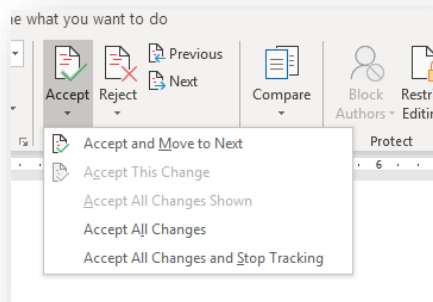 ne what you want to do
Previous
Next
Accept Reject Compare Block Restr
Authors Editin
Protect
6
Accept and Move to Next
Accept This Change
Accept All Changes Shown
Accept All Changes
Accept All Changes and Stop Tracking